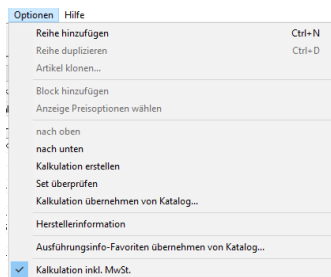 Optionen Hilfe
Reihe hinzufügen Ctrl+N
Reihe duplizieren Ctrl+D
Artikel klonen...
Block hinzufügen
Anzeige Preisoptionen wählen
nach oben
nach unten
Kalkulation erstellen
Set überprüfen
Kalkulation übernehmen von Katalog...
Herstellerinformation
Ausführungsinfo-Favoriten übernehmen von Katalog...
Kalkulation inkl. MwSt.